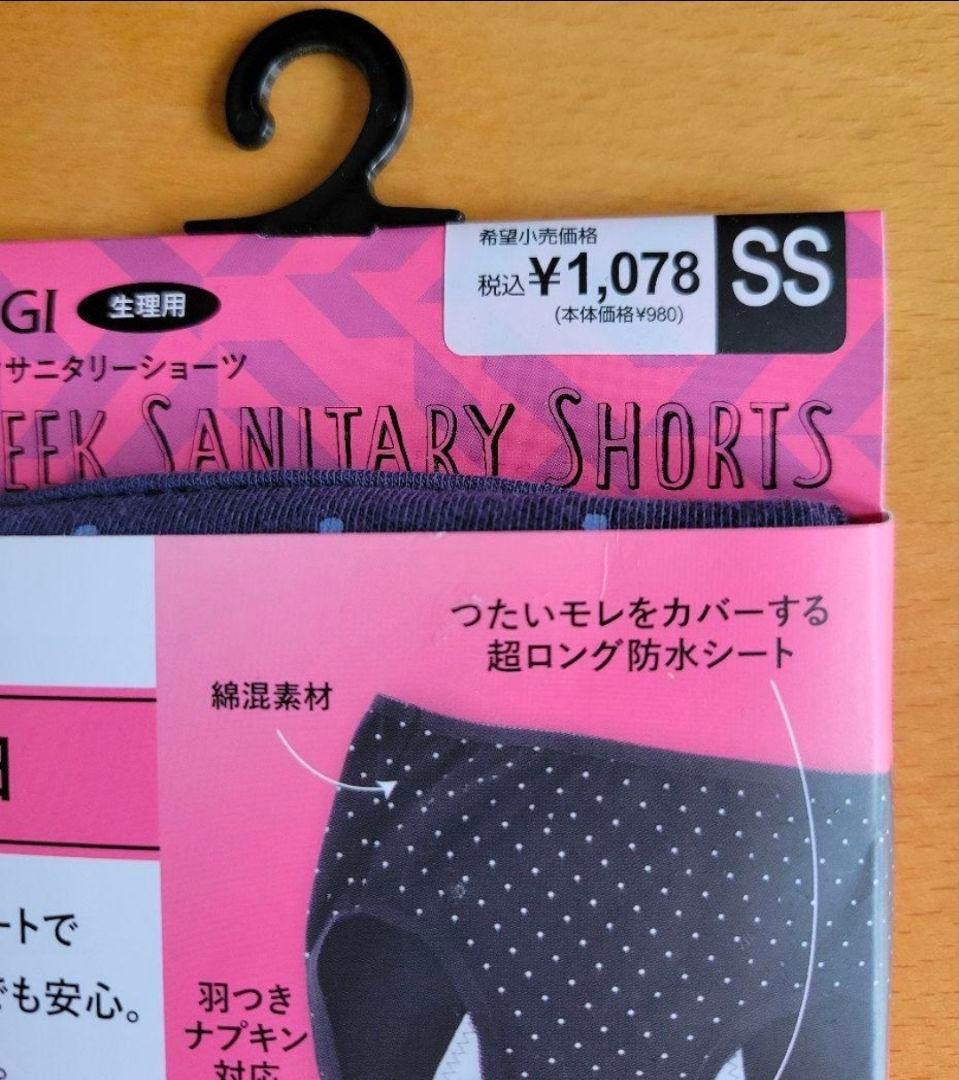 希望小売価格
税込¥1,078
(本体価格¥980)
SS
GI 生理用
サニタリーショーツ
EEK SANITARY SHORTS
つたいモレをカバーする
超ロング防水シート
綿混素材
ートで
でも安心。
羽つき
ナプキン
対応